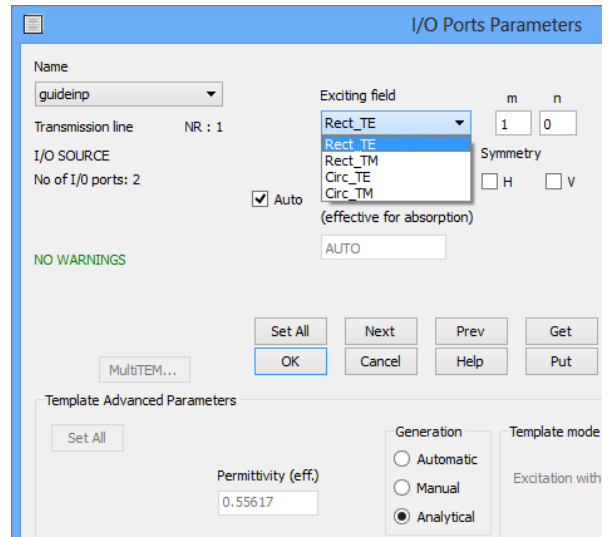 I/O Ports Parameters
Name
guideinp
Exciting field
m
n
Transmission line NR : 1
Rect_TE
1
0
I/O SOURCE
Rect_TE
Rect_TM
Circ_TE
Circ_TM
Symmetry
No of I/0 ports: 2
H
V
Auto
(effective for absorption)
AUTO
NO WARNINGS
Set All
Next
Prev
Get
MultiTEM...
OK
Cancel
Help
Put
Template Advanced Parameters
Set All
Generation
Template mode
Automatic
Permittivity (eff.)
Manual
Excitation with
0.55617
Analytical